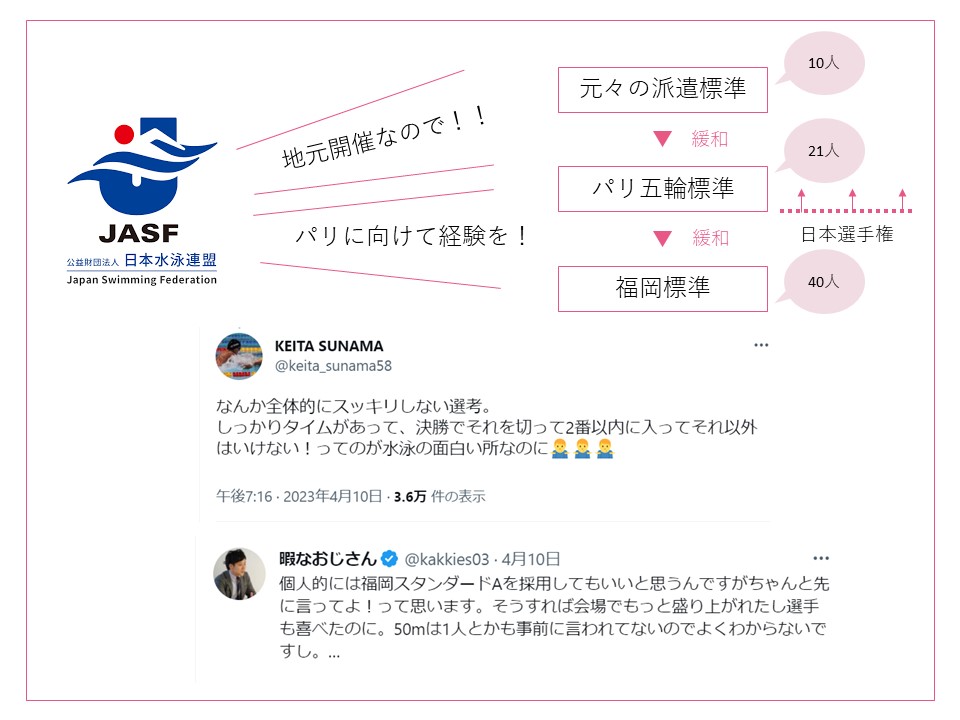 JASF
公益財団法人 日本水泳連盟
Japan Swimming Federation
地元開催なので！！
パリに向けて経験を！
元々の派遣標準
10人
▼ 緩和
パリ五輪標準
21人
日本選手権
▼ 緩和
福岡標準
40人
KEITA SUNAMA
@keita_sunama58
なんか全体的にスッキリしない選考。
しっかりタイムがあって、決勝でそれを切って2番以内に入ってそれ以外
はいけない！ってのが水泳の面白い所なのに🤷‍♂️🤷‍♂️🤷‍♂️
午後7:16 · 2023年4月10日 · 3.6万 件の表示
暇なおじさん @kakkies03 · 4月10日
個人的には福岡スタンダードAを採用してもいいと思うんですがちゃんと先
に言ってよ！って思います。そうすれば会場でもっと盛り上がれたし選手
も喜べたのに。50mは1人とかも事前に言われてないのでよくわからないで
すし。...